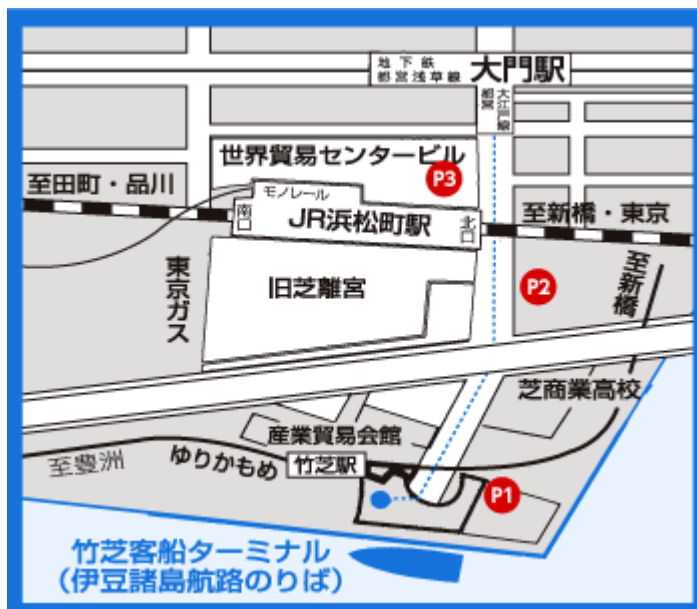 地下鉄
都営浅草線
大門駅
都営
大江戸線
世界貿易センタービル
P3
至田町・品川
モノレール
南口
JR浜松町駅
北口
至新橋・東京
東京ガス
旧芝離宮
P2
至新橋
芝商業高校
産業貿易会館
至豊洲
ゆりかもめ
竹芝駅
P1
竹芝客船ターミナル
(伊豆諸島航路のりば)